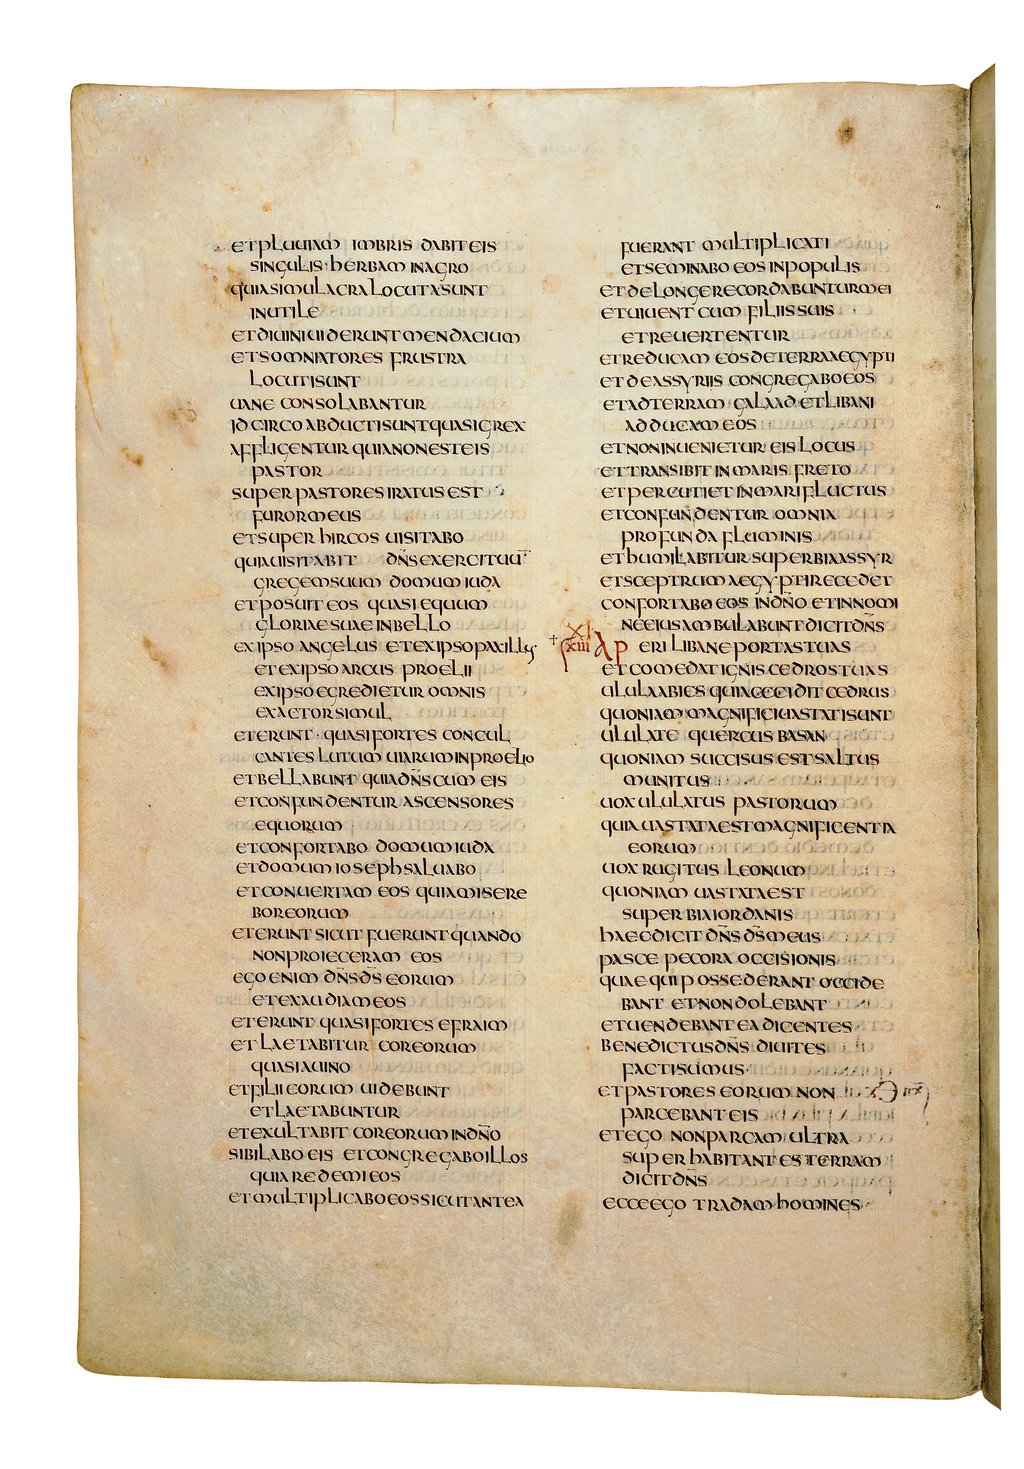 et pluuiam imbris dabit eis
singulis· herbam in agro
quia simulacra locuta sunt
inutile
et diuini uiderunt mendacium
et somniatores frustra
locuti sunt
uane consolabantur
idcirco abducti sunt quasi grex
affligentur quia non est eis
pastor
super pastores iratus est
furor meus
et super hircos uisitabo
quia uisitabit dn̄s exercituū
gregem suum domum iuda
et posuit eos quasi equum
gloriae suae in bello
ex ipso angelus et ex ipso paxillus
et ex ipso arcus proelii
ex ipso egredietur omnis
exactor simul
et erunt· quasi fortes concul
cantes lutum uiarum in proelio
et bellabunt quia dn̄s cum eis
et confundentur ascensores
equorum
et confortabo domum iuda
et domum ioseph saluabo
et conuertam eos quia misere
bor eorum
et erunt sicut fuerunt quando
non proieceram eos
ego enim dn̄s ds̄ eorum
et exaudiam eos
et erunt quasi fortes efraim
et laetabitur cor eorum
quasi a uino
et filii eorum uidebunt
et laetabuntur
et exultabit cor eorum in dn̄o
sibilabo eis et congregabo illos
quia redemi eos
et multiplicabo eos sicut antea
fuerant multiplicati
et seminabo eos in populis
et de longe recordabuntur mei
et uiuent cum filiis suis
et reuertentur
et reducam eos de terra aegypti
et de assyriis congregabo eos
et ad terram· galaad et libani
adducam eos
et non inuenietur eis locus
et transibit in maris freto
et percutiet in mari fluctus
et confundentur omnia
profunda fluminis
et humiliabitur superbia assyr
et sceptrum aegypti recedet
confortabo eos in dn̄o et in nomi
ne eius ambulabunt dicit dn̄s
xiii Aperi libane portas tuas
et comedat ignis cedros tuas
ulula abies quia cecidit cedrus
quoniam magnifici uastati sunt
ululate quercus basan
quoniam succisus est saltus
munitus
uox ululatus pastorum
quia uastata est magnificentia
eorum
uox rugitus leonum
quoniam uastata est
superbia iordanis
haec dicit dn̄s ds̄ meus
pasce pecora occisionis
quae qui possederant occide
bant et non dolebant
et uendebant ea dicentes
benedictus dn̄s diuites
facti sumus
et pastores eorum non
parcebant eis
et ego non parcam ultra
super habitantes terram
dicit dn̄s
ecce ego tradam homines